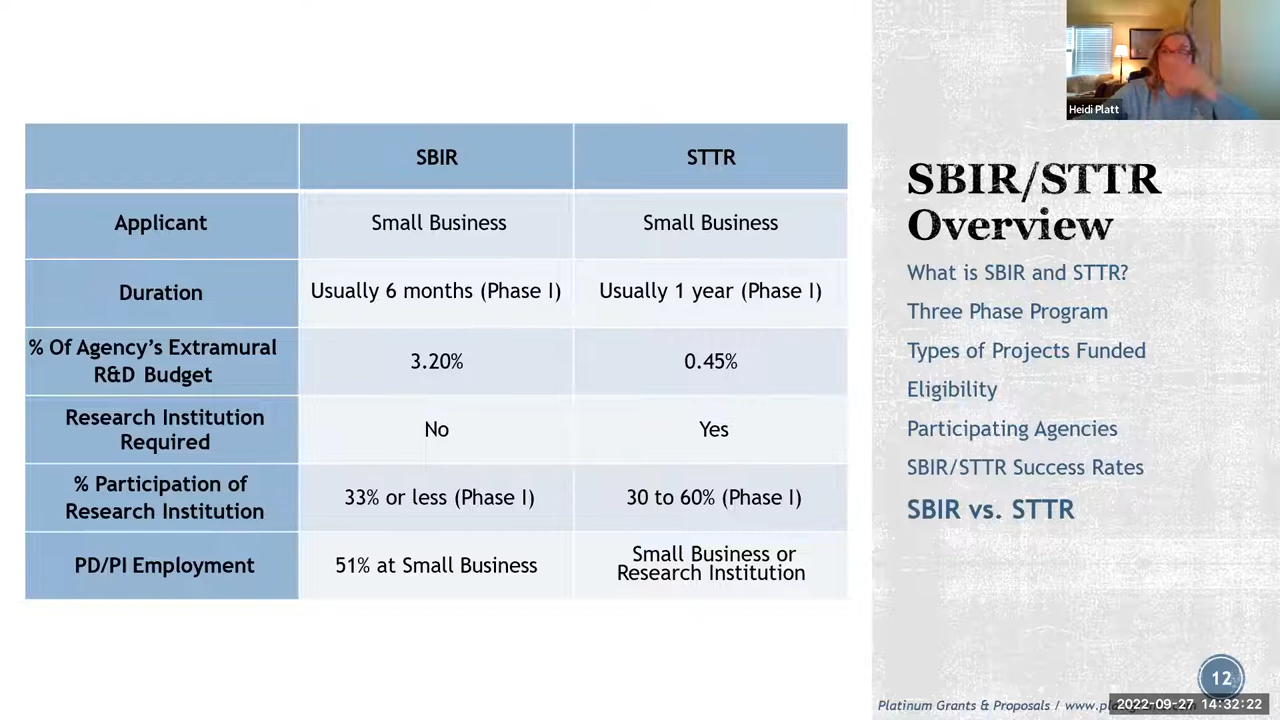 SBIR STTR
Applicant Small Business Small Business
Duration Usually 6 months (Phase I) Usually 1 year (Phase I)
% Of Agency’s Extramural
R&D Budget 3.20% 0.45%
Research Institution
Required No Yes
% Participation of
Research Institution 33% or less (Phase I) 30 to 60% (Phase I)
PD/PI Employment 51% at Small Business Small Business or
Research Institution
Heidi Platt
SBIR/STTR
Overview
What is SBIR and STTR?
Three Phase Program
Types of Projects Funded
Eligibility
Participating Agencies
SBIR/STTR Success Rates
SBIR vs. STTR
12
Platinum Grants & Proposals /
2022-09-27 14:32:22